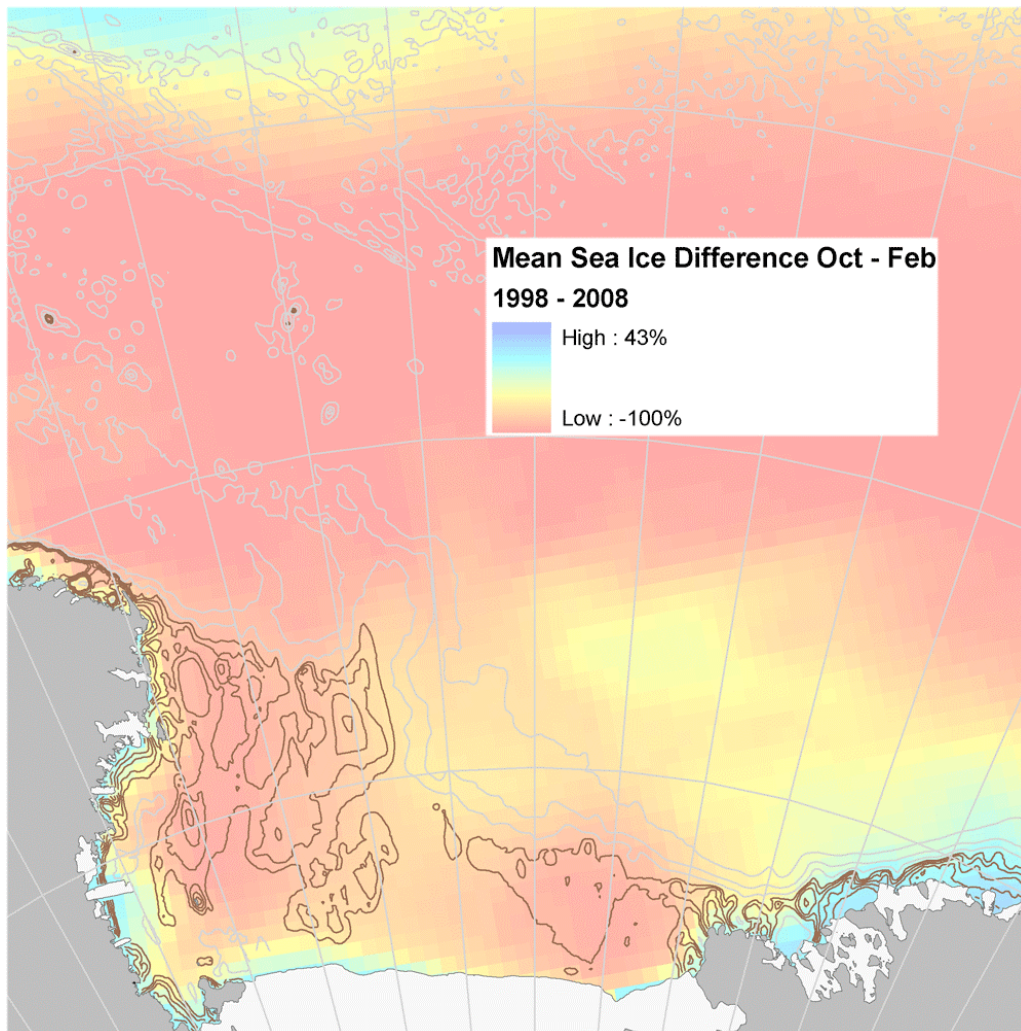 Mean Sea Ice Difference Oct - Feb
1998 - 2008
High : 43%
Low : -100%